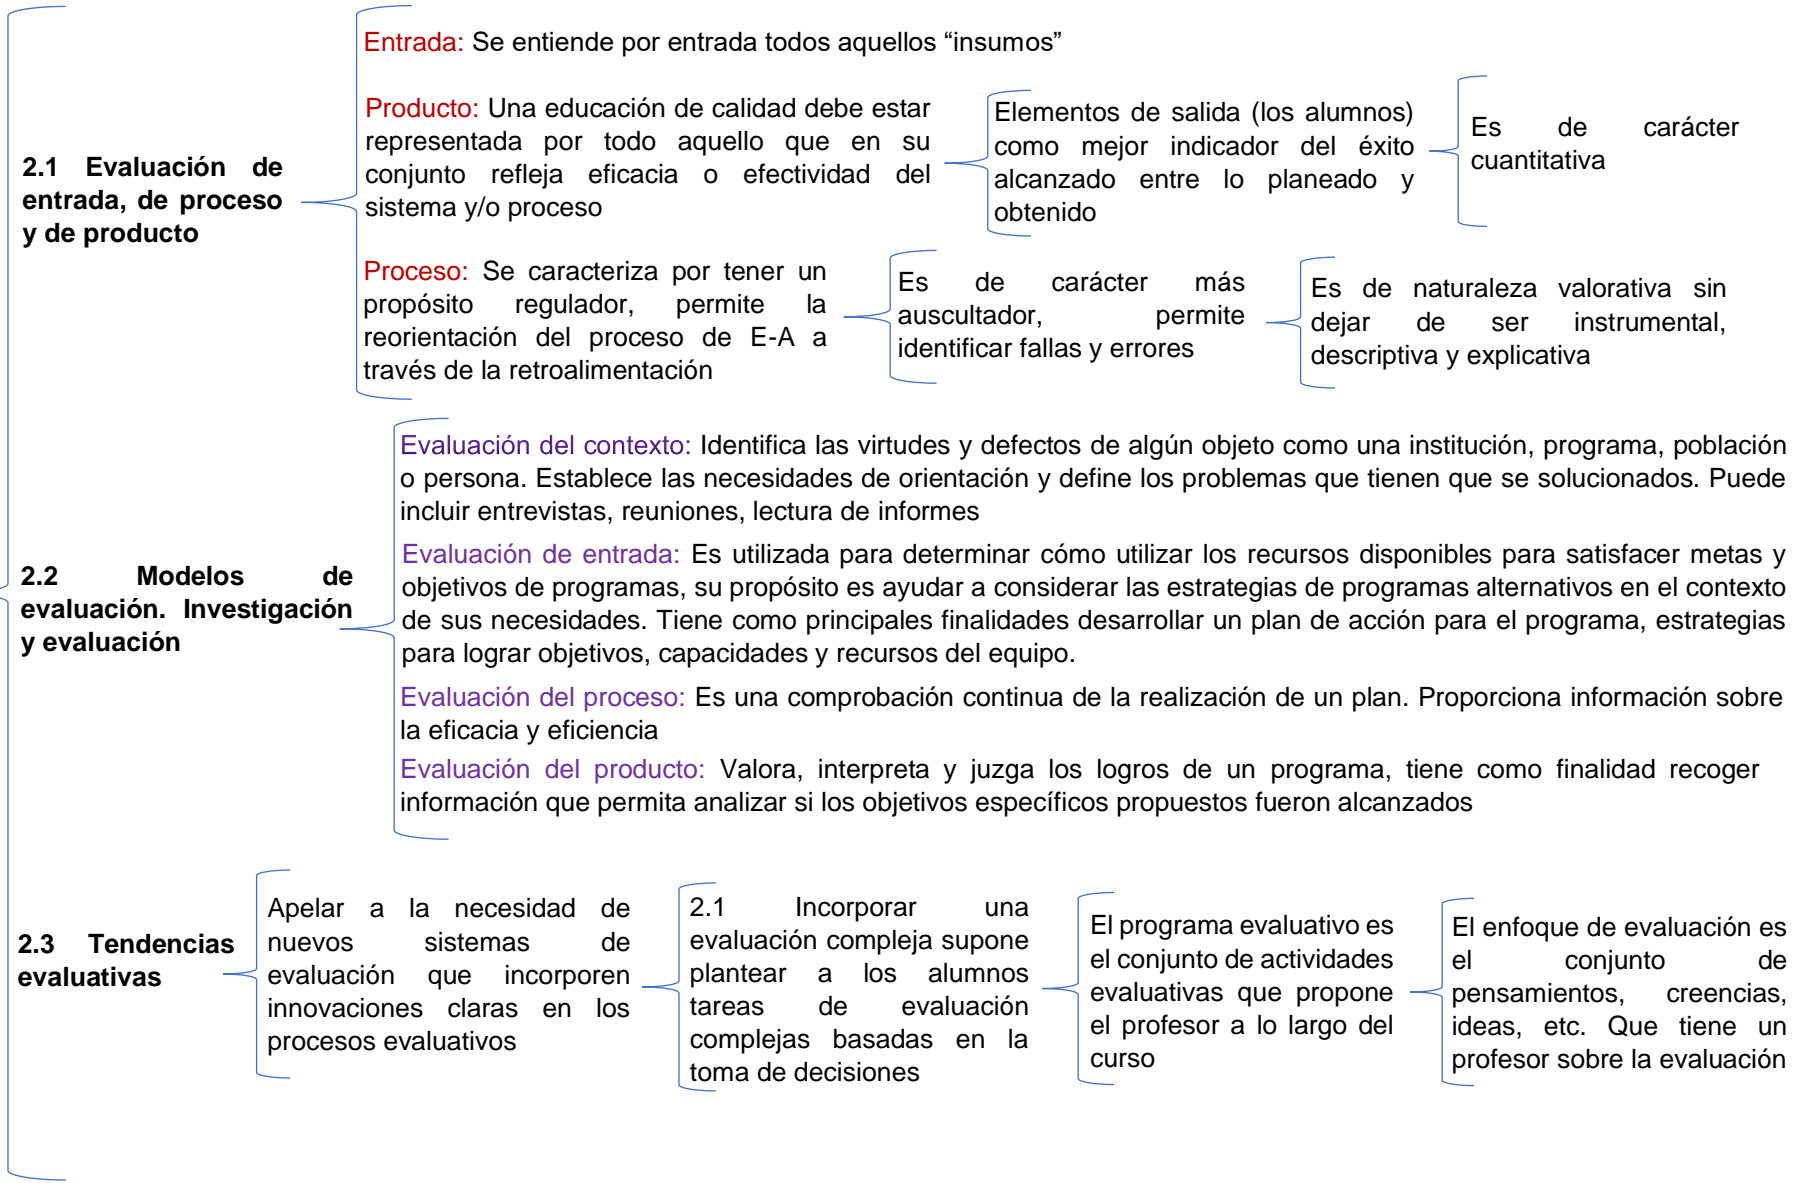 2.1 Evaluación de
entrada, de proceso
y de producto
Entrada: Se entiende por entrada todos aquellos “insumos”
Producto: Una educación de calidad debe estar
representada por todo aquello que en su
conjunto refleja eficacia o efectividad del
sistema y/o proceso
Elementos de salida (los alumnos)
como mejor indicador del éxito
alcanzado entre lo planeado y
obtenido
Es de carácter
cuantitativa
Proceso: Se caracteriza por tener un
propósito regulador, permite la
reorientación del proceso de E-A a
través de la retroalimentación
Es de carácter más
auscultador, permite
identificar fallas y errores
Es de naturaleza valorativa sin
dejar de ser instrumental,
descriptiva y explicativa
2.2 Modelos de
evaluación. Investigación
y evaluación
Evaluación del contexto: Identifica las virtudes y defectos de algún objeto como una institución, programa, población
o persona. Establece las necesidades de orientación y define los problemas que tienen que se solucionados. Puede
incluir entrevistas, reuniones, lectura de informes
Evaluación de entrada: Es utilizada para determinar cómo utilizar los recursos disponibles para satisfacer metas y
objetivos de programas, su propósito es ayudar a considerar las estrategias de programas alternativos en el contexto
de sus necesidades. Tiene como principales finalidades desarrollar un plan de acción para el programa, estrategias
para lograr objetivos, capacidades y recursos del equipo.
Evaluación del proceso: Es una comprobación continua de la realización de un plan. Proporciona información sobre
la eficacia y eficiencia
Evaluación del producto: Valora, interpreta y juzga los logros de un programa, tiene como finalidad recoger
información que permita analizar si los objetivos específicos propuestos fueron alcanzados
2.3 Tendencias
evaluativas
Apelar a la necesidad de
nuevos sistemas de
evaluación que incorporen
innovaciones claras en los
procesos evaluativos
2.1 Incorporar una
evaluación compleja supone
plantear a los alumnos
tareas de evaluación
complejas basadas en la
toma de decisiones
El programa evaluativo es
el conjunto de actividades
evaluativas que propone
el profesor a lo largo del
curso
El enfoque de evaluación es
el conjunto de
pensamientos, creencias,
ideas, etc. Que tiene un
profesor sobre la evaluación